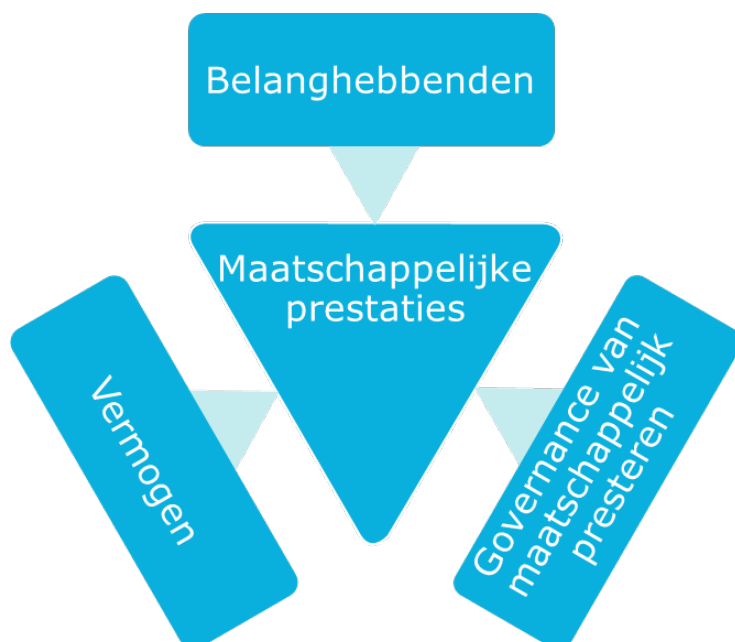 Belanghebbenden
Maatschappelijke
prestaties
Vermogen
Governance van
maatschappelijk
presteren